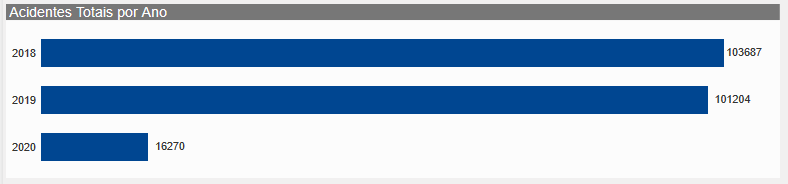 Acidentes Totais por Ano
2018 103687
2019 101204
2020 16270